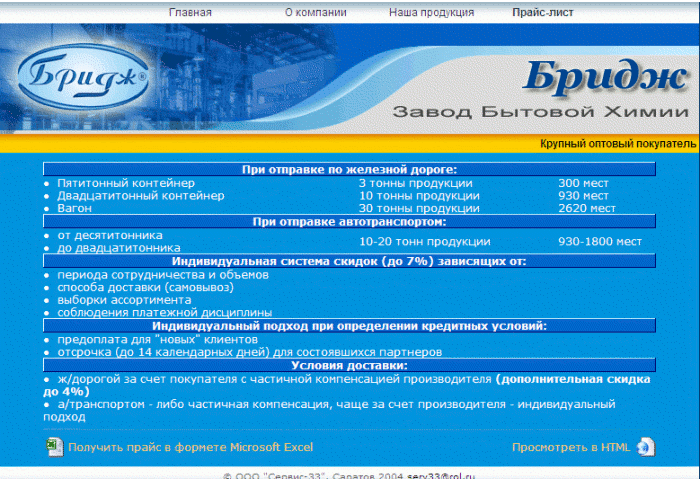 Главная О компании Наша продукция Прайс-лист
Бридж®
Бридж
Завод Бытовой Химии
Крупный оптовый покупатель
При отправке по железной дороге:
• Пятитонный контейнер 3 тонны продукции 300 мест
• Двадцатитонный контейнер 10 тонны продукции 930 мест
• Вагон 30 тонны продукции 2620 мест
При отправке автотранспортом:
• от десятитонника
• до двадцатитонника
10-20 тонн продукции 930-1800 мест
Индивидуальная система скидок (до 7%) зависящих от:
• периода сотрудничества и объемов
• способа доставки (самовывоз)
• выборки ассортимента
• соблюдения платежной дисциплины
Индивидуальный подход при определении кредитных условий:
• предоплата для "новых" клиентов
• отсрочка (до 14 календарных дней) для состоявшихся партнеров
Условия доставки:
• ж/дорогой за счет покупателя с частичной компенсацией производителя (дополнительная скидка
до 4%)
• а/транспортом - либо частичная компенсация, чаще за счет производителя - индивидуальный
подход
Получить прайс в формате Microsoft Excel Просмотреть в HTML
© ООО "Сервис-33", Саратов 2004 serv33@rol.ru